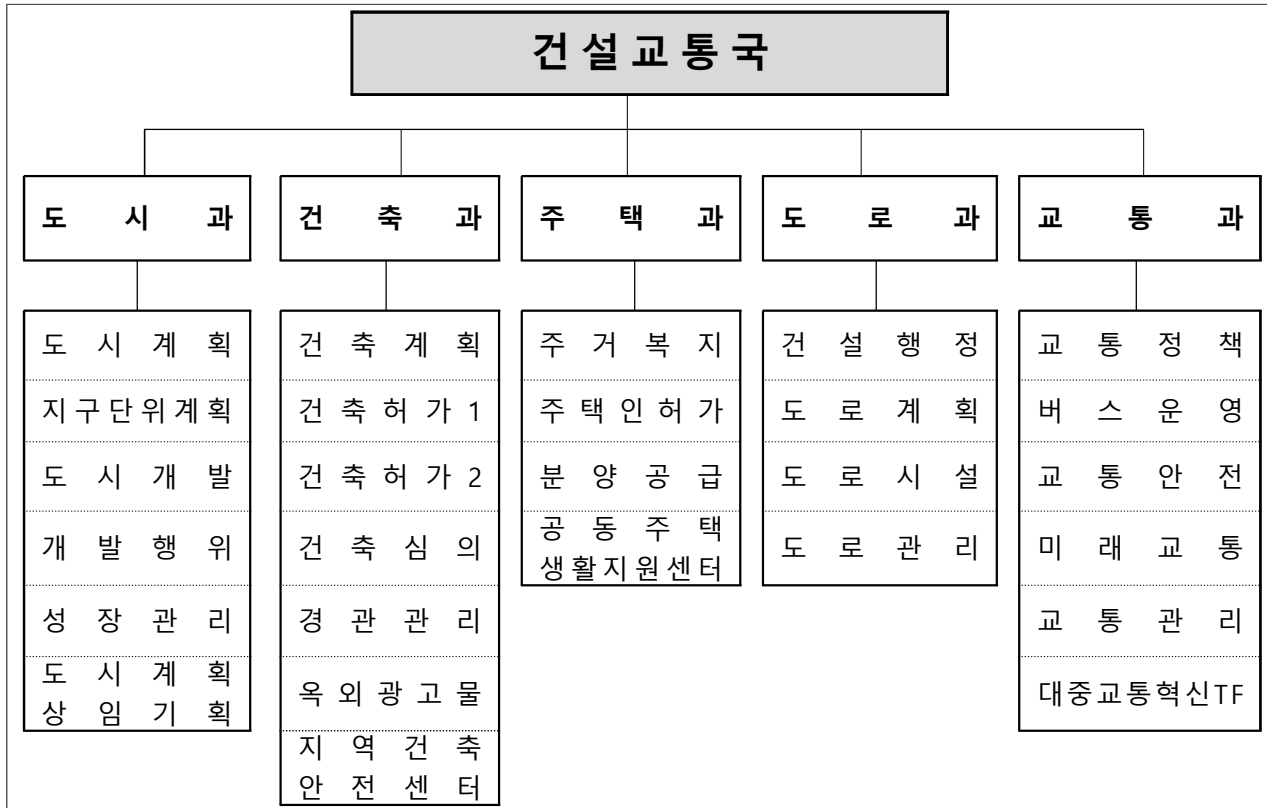 건설교통국
도시과
건축과
주택과
도로과
교통과
도시계획
지구단위계획
도시개발
개발행위
성장관리
도시계획
상임기획
건축계획
건축허가1
건축허가2
건축심의
경관관리
옥외광고물
지역건축
안전센터
주거복지
주택인허가
분양공급
공동주택
생활지원센터
건설행정
도로계획
도로시설
도로관리
교통정책
버스운영
교통안전
미래교통
교통관리
대중교통혁신TF